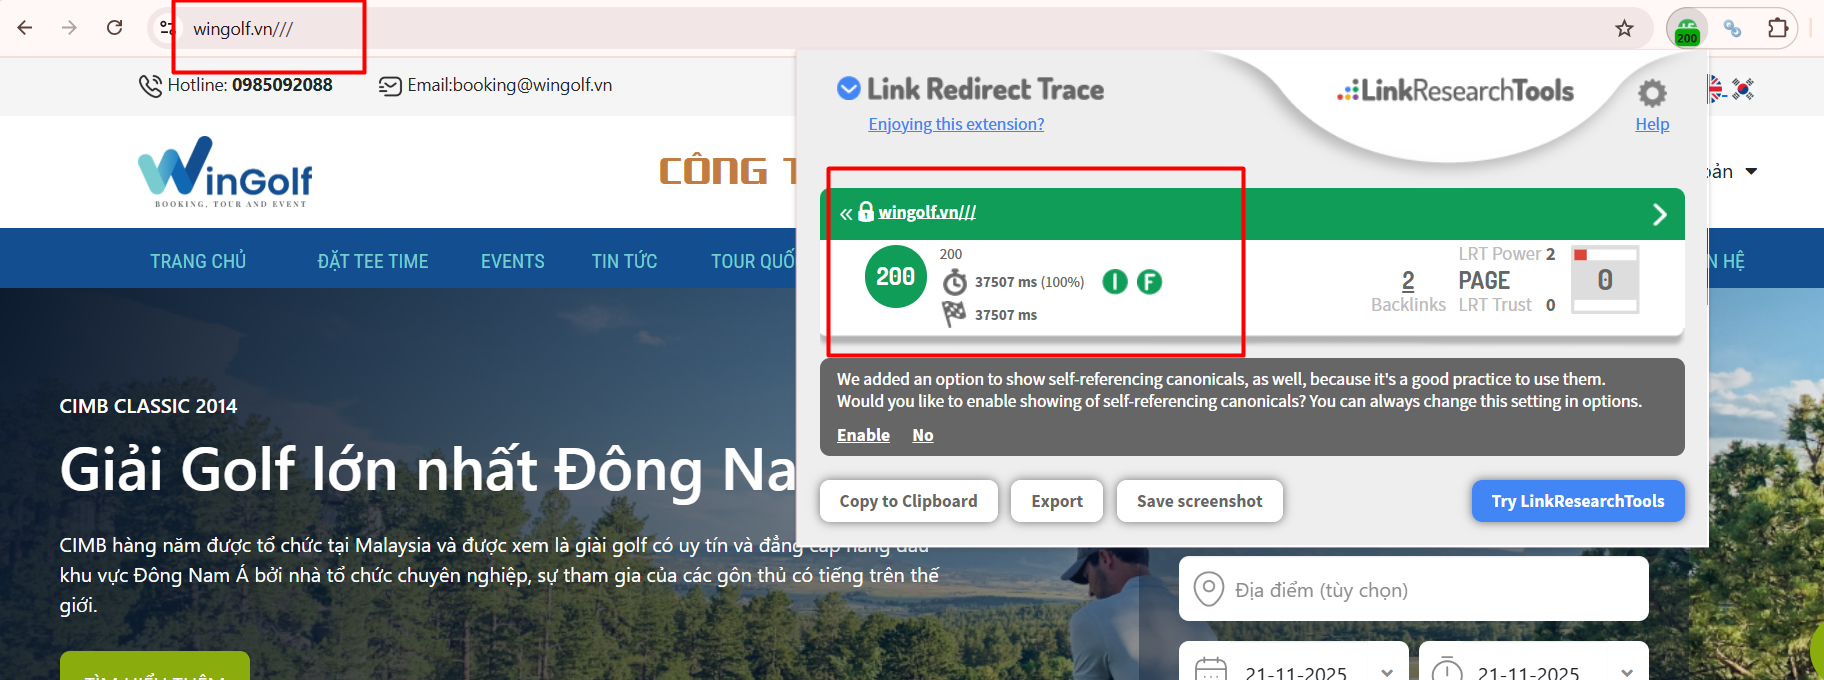 wingolf.vn///
200
Hotline: 0985092088
Email:booking@wingolf.vn
WinGolf
BOOKING, TOUR AND EVENT
CÔNG T
TRANG CHỦ
ĐẶT TEE TIME
EVENTS
TIN TỨC
TOUR QUỐ
N HỆ
Link Redirect Trace
Enjoying this extension?
LinkResearchTools
Help
« wingolf.vn///
200
200
37507 ms (100%)
I
F
37507 ms
2
Backlinks
LRT Power 2
PAGE
LRT Trust 0
0
We added an option to show self-referencing canonicals, as well, because it's a good practice to use them.
Would you like to enable showing of self-referencing canonicals? You can always change this setting in options.
Enable
No
Copy to Clipboard
Export
Save screenshot
Try LinkResearchTools
CIMB CLASSIC 2014
Giải Golf lớn nhất Đông Na
CIMB hàng năm được tổ chức tại Malaysia và được xem là giải golf có uy tín và đẳng cấp hàng đầu
khu vực Đông Nam Á bởi nhà tổ chức chuyên nghiệp, sự tham gia của các gôn thủ có tiếng trên thế
giới.
TÌM HIỂU THÊM
Địa điểm (tùy chọn)
21-11-2025
21-11-2025